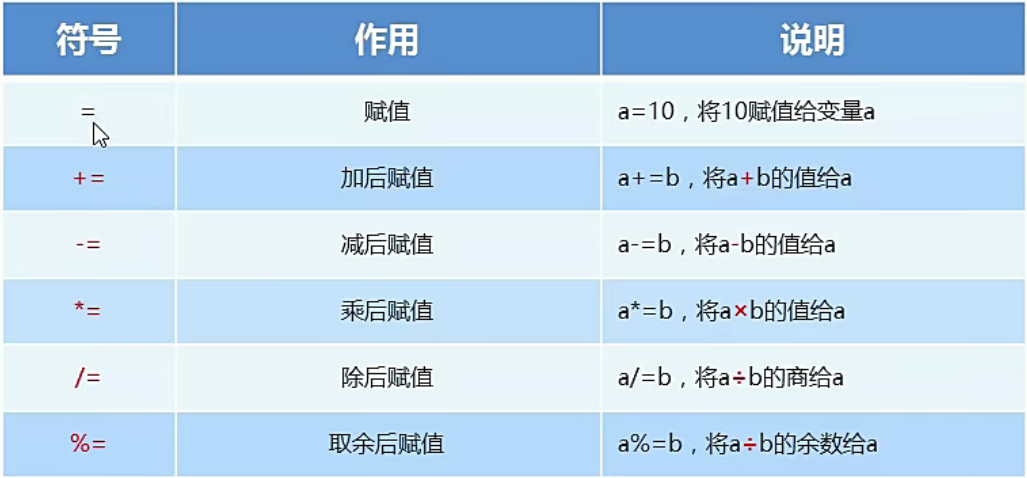 符号 作用 说明
= 赋值 a=10，将10赋值给变量a
+= 加后赋值 a+=b，将a+b的值给a
-= 减后赋值 a-=b，将a-b的值给a
*= 乘后赋值 a*=b，将a×b的值给a
/= 除后赋值 a/=b，将a÷b的商给a
%= 取余后赋值 a%=b，将a÷b的余数给a